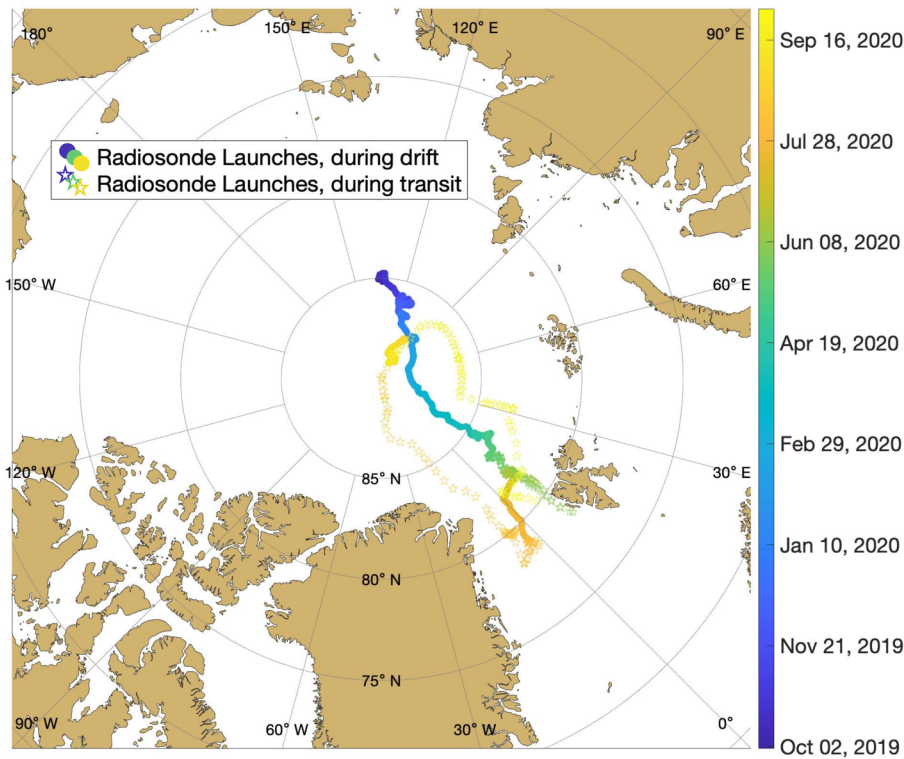 180°
150° E
120° E
90° E
Radiosonde Launches, during drift
Radiosonde Launches, during transit
150° W
60° E
120° W
85° N
30° E
80° N
75° N
90° W
60° W
30° W
0°
Sep 16, 2020
Jul 28, 2020
Jun 08, 2020
Apr 19, 2020
Feb 29, 2020
Jan 10, 2020
Nov 21, 2019
Oct 02, 2019